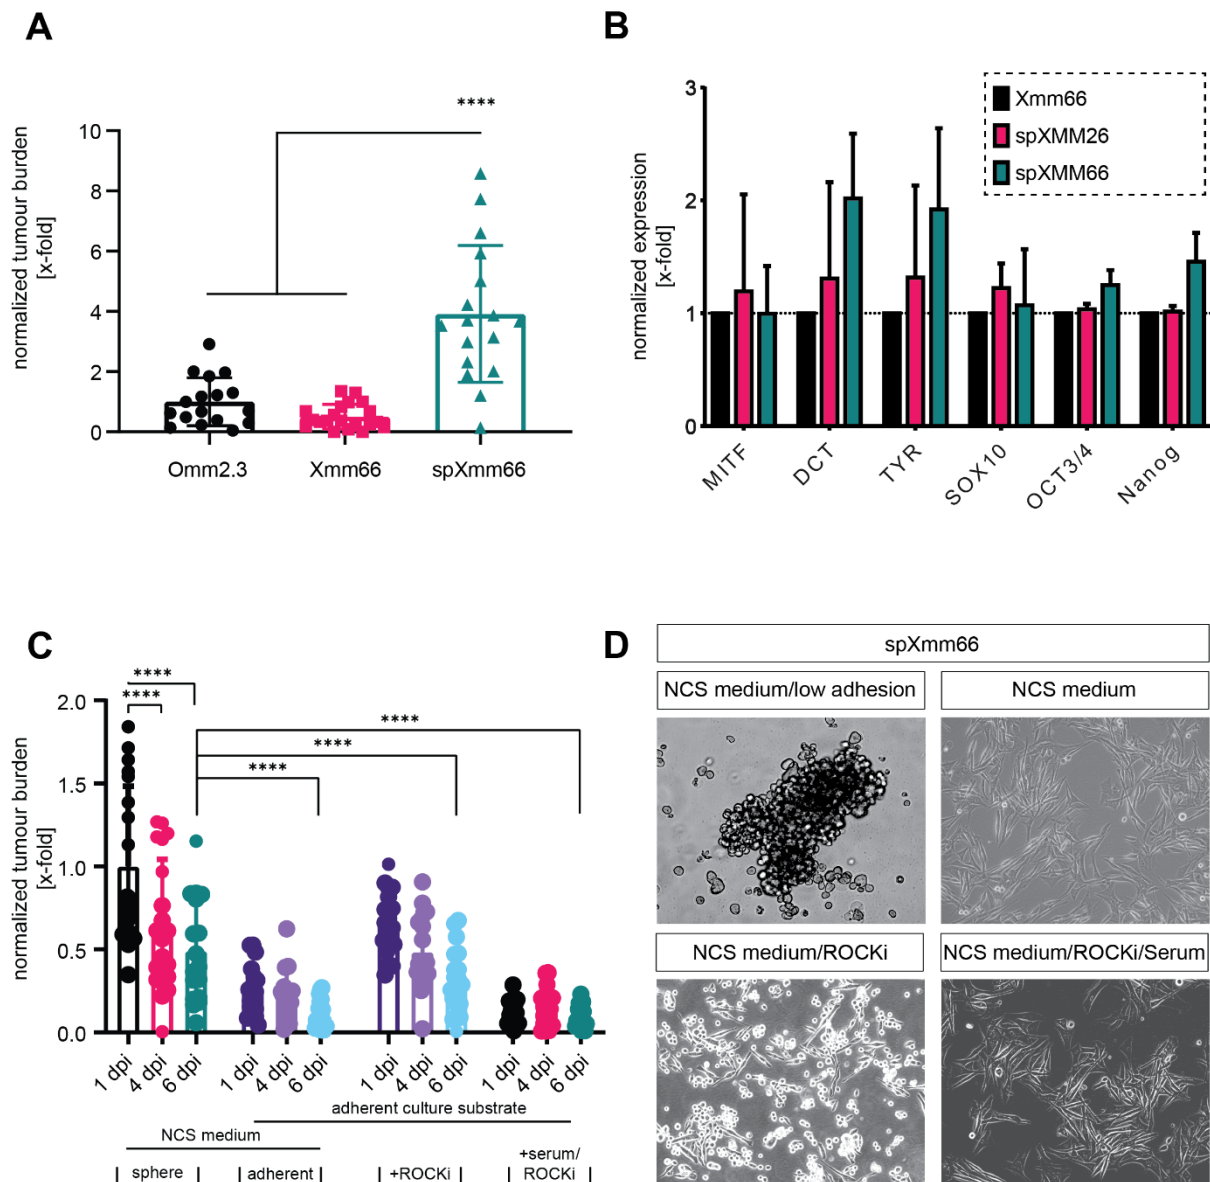 A
normalized tumour burden
[x-fold]
10
8
6
4
2
0
****
Omm2.3
Xmm66
spXmm66
B
normalized expression
[x-fold]
3
2
1
0
Xmm66
spXMM26
spXMM66
MITF
DCT
TYR
SOX10
OCT3/4
Nanog
C
normalized tumour burden
[x-fold]
2.0
1.5
1.0
0.5
0.0
****
****
****
****
****
1 dpi
4 dpi
6 dpi
1 dpi
4 dpi
6 dpi
1 dpi
4 dpi
6 dpi
1 dpi
4 dpi
6 dpi
adherent culture substrate
NCS medium
sphere
adherent
+ROCKi
+serum/
ROCKi
D
spXmm66
NCS medium/low adhesion
NCS medium
NCS medium/ROCKi
NCS medium/ROCKi/Serum